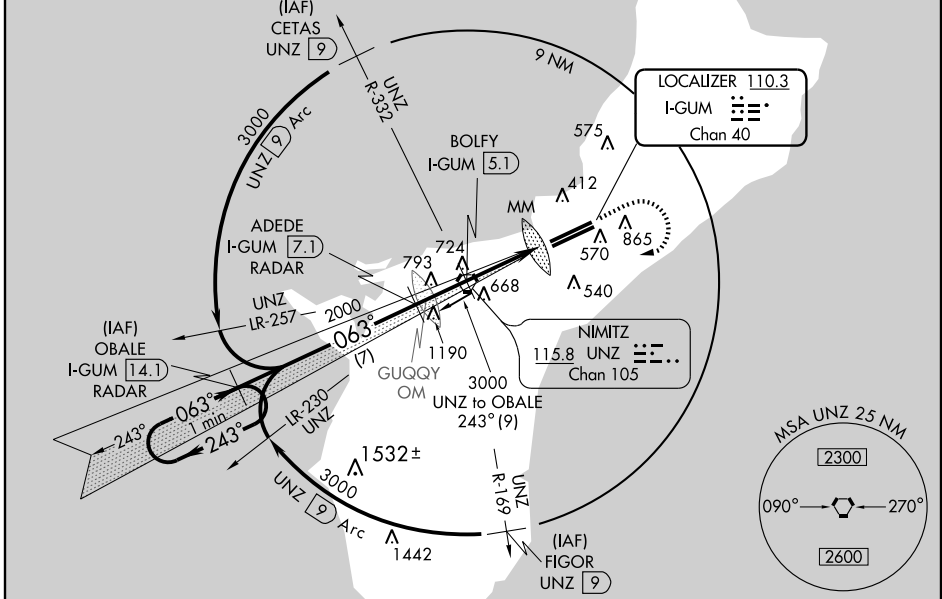 (IAF)
CETAS
UNZ 9
UNZ
R-332
9 NM
3000
UNZ 9 Arc
LOCALIZER 110.3
I-GUM
Chan 40
575
412
BOLFY
I-GUM 5.1
MM
ADEDE
I-GUM 7.1
RADAR
724
793
865
570
668
540
UNZ
LR-257
2000
063°
(7)
1190
GUQQY
OM
NIMITZ
115.8 UNZ
Chan 105
3000
UNZ to OBALE
243° (9)
(IAF)
OBALE
I-GUM 14.1
RADAR
063°
1 min
243°
243°
LR-230
UNZ
1532±
3000
UNZ 9 Arc
1442
UNZ
R-169
(IAF)
FIGOR
UNZ 9
MSA UNZ 25 NM
2300
090°
270°
2600